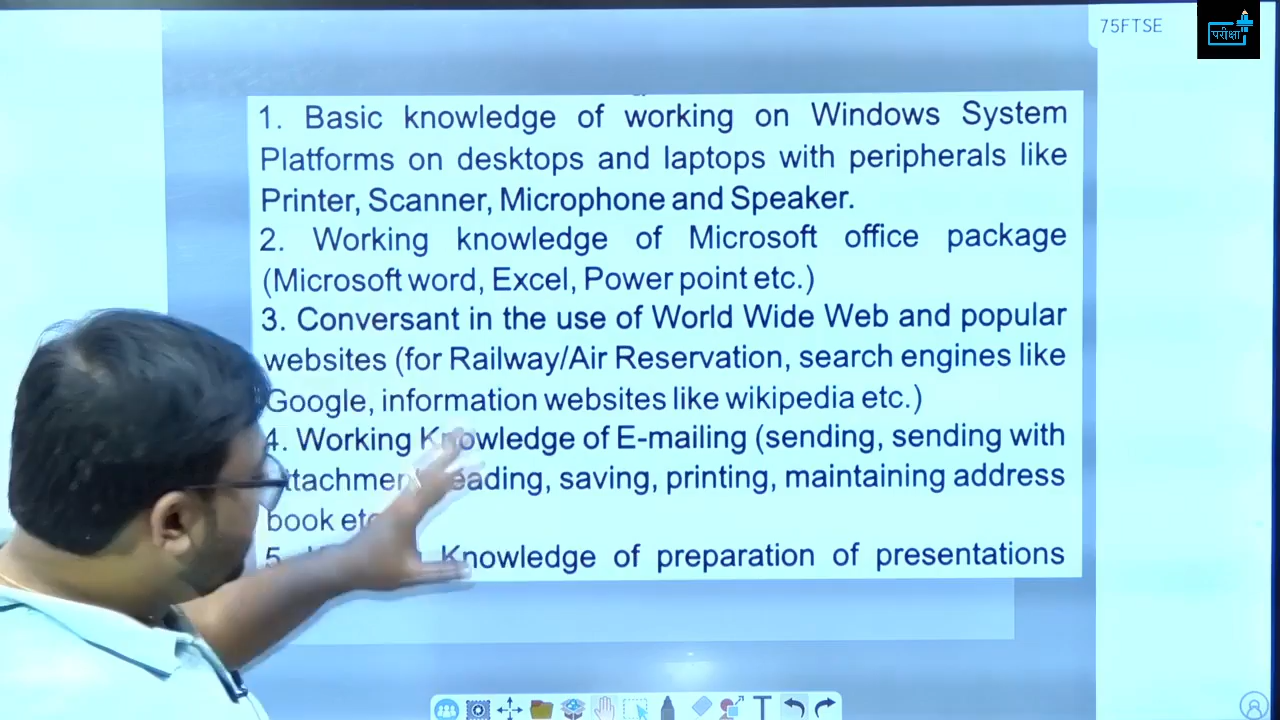 75FTSE
परीक्षा
1. Basic knowledge of working on Windows System
Platforms on desktops and laptops with peripherals like
Printer, Scanner, Microphone and Speaker.
2. Working knowledge of Microsoft office package
(Microsoft word, Excel, Power point etc.)
3. Conversant in the use of World Wide Web and popular
websites (for Railway/Air Reservation, search engines like
Google, information websites like wikipedia etc.)
4. Working Knowledge of E-mailing (sending, sending with
saving, printing, maintaining address
book
5. Knowledge of preparation of presentations